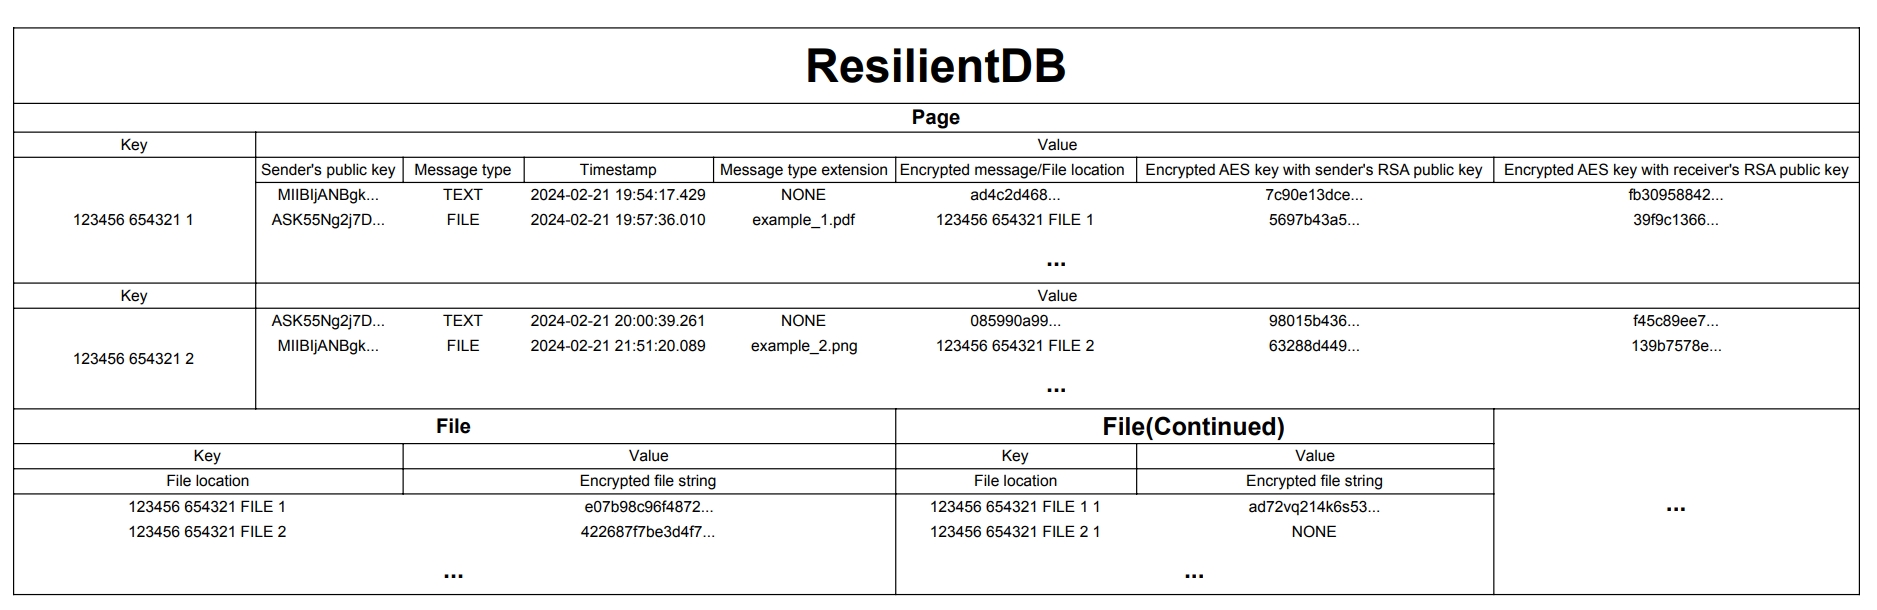 ResilientDB
Page
Key Value
Sender's public key Message type Timestamp Message type extension Encrypted message/File location Encrypted AES key with sender's RSA public key Encrypted AES key with receiver's RSA public key
MIIBIjANBgk... TEXT 2024-02-21 19:54:17.429 NONE ad4c2d468... 7c90e13dce... fb30958842...
123456 654321 1 ASK55Ng2j7D... FILE 2024-02-21 19:57:36.010 example_1.pdf 123456 654321 FILE 1 5697b43a5... 39f9c1366...
...
Key Value
ASK55Ng2j7D... TEXT 2024-02-21 20:00:39.261 NONE 085990a99... 98015b436... f45c89ee7...
123456 654321 2 MIIBIjANBgk... FILE 2024-02-21 21:51:20.089 example_2.png 123456 654321 FILE 2 63288d449... 139b7578e...
...
File File(Continued)
Key Value Key Value
File location Encrypted file string File location Encrypted file string
123456 654321 FILE 1 e07b98c96f4872... 123456 654321 FILE 1 1 ad72vq214k6s53... ...
123456 654321 FILE 2 422687f7be3d4f7... 123456 654321 FILE 2 1 NONE
... ...